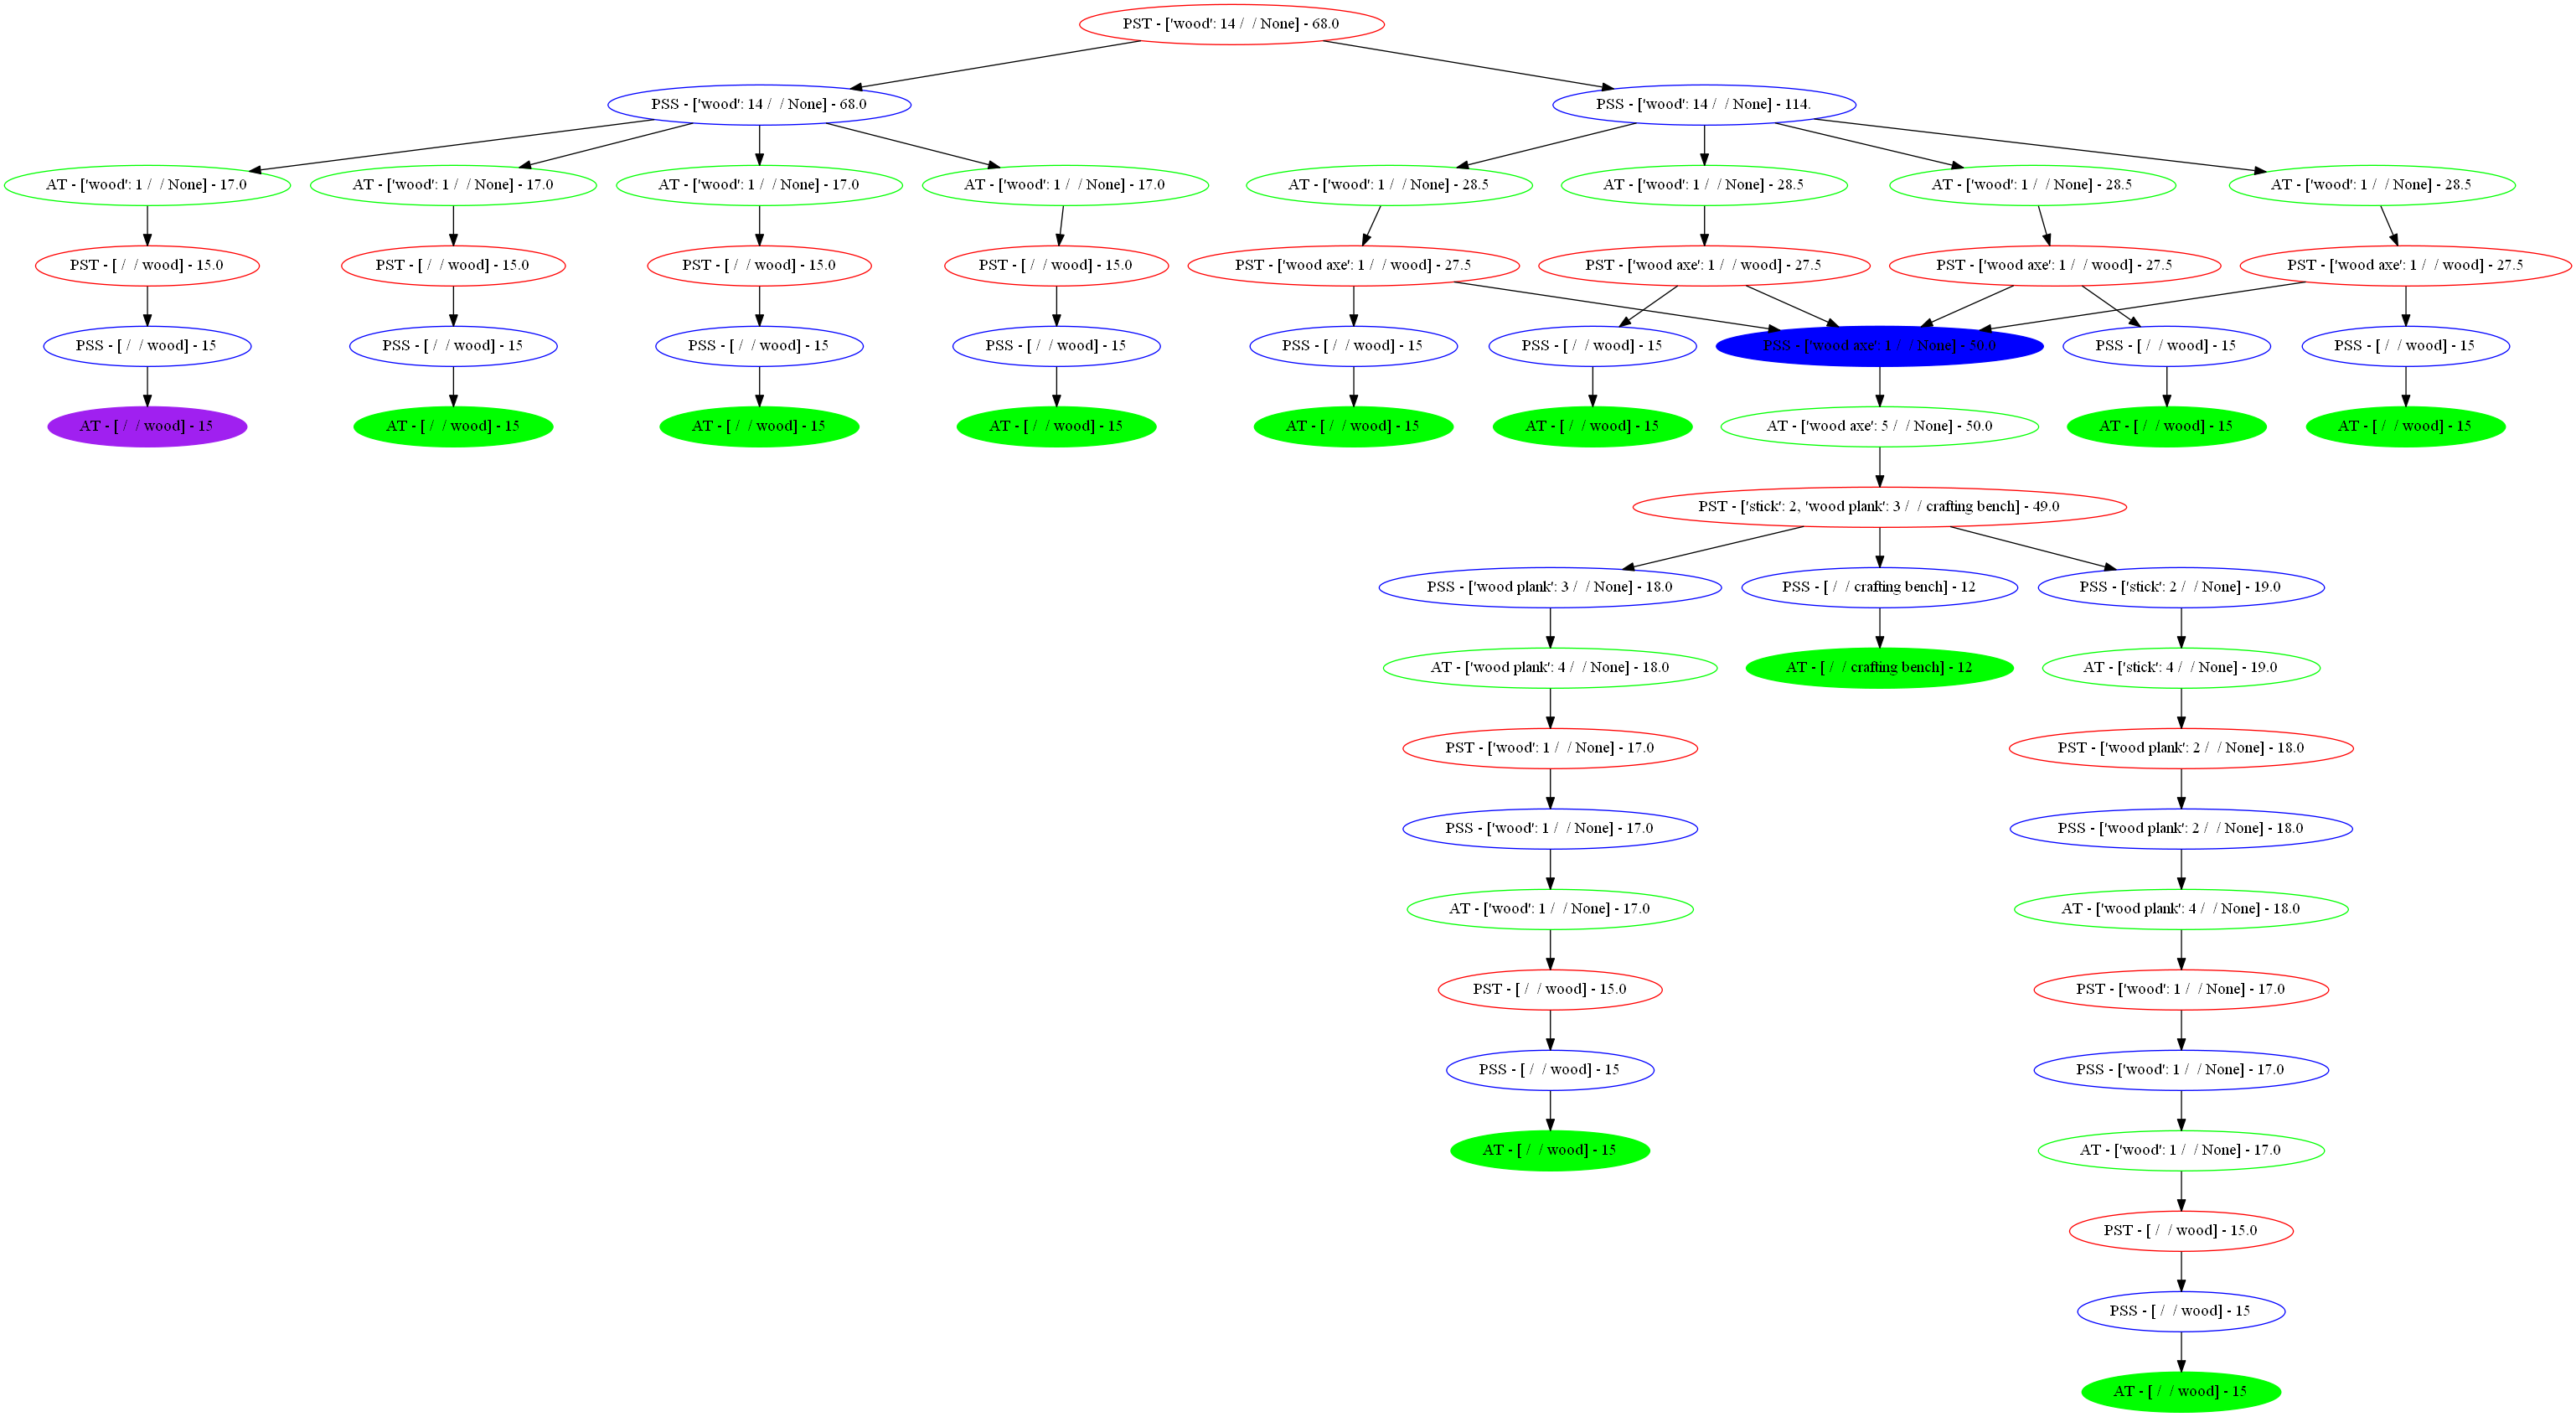 PST - ['wood': 14 /  / None] - 68.0
PSS - ['wood': 14 /  / None] - 68.0
PSS - ['wood': 14 /  / None] - 114.
AT - ['wood': 1 /  / None] - 17.0
AT - ['wood': 1 /  / None] - 17.0
AT - ['wood': 1 /  / None] - 17.0
AT - ['wood': 1 /  / None] - 17.0
AT - ['wood': 1 /  / None] - 28.5
AT - ['wood': 1 /  / None] - 28.5
AT - ['wood': 1 /  / None] - 28.5
AT - ['wood': 1 /  / None] - 28.5
PST - [ /  / wood] - 15.0
PST - [ /  / wood] - 15.0
PST - [ /  / wood] - 15.0
PST - [ /  / wood] - 15.0
PST - ['wood axe': 1 /  / wood] - 27.5
PST - ['wood axe': 1 /  / wood] - 27.5
PST - ['wood axe': 1 /  / wood] - 27.5
PST - ['wood axe': 1 /  / wood] - 27.5
PSS - [ /  / wood] - 15
PSS - [ /  / wood] - 15
PSS - [ /  / wood] - 15
PSS - [ /  / wood] - 15
PSS - [ /  / wood] - 15
PSS - [ /  / wood] - 15
PSS - ['wood axe': 1 /  / None] - 50.0
PSS - [ /  / wood] - 15
PSS - [ /  / wood] - 15
AT - [ /  / wood] - 15
AT - [ /  / wood] - 15
AT - [ /  / wood] - 15
AT - [ /  / wood] - 15
AT - [ /  / wood] - 15
AT - [ /  / wood] - 15
AT - ['wood axe': 5 /  / None] - 50.0
AT - [ /  / wood] - 15
AT - [ /  / wood] - 15
PST - ['stick': 2, 'wood plank': 3 /  / crafting bench] - 49.0
PSS - ['wood plank': 3 /  / None] - 18.0
PSS - [ /  / crafting bench] - 12
PSS - ['stick': 2 /  / None] - 19.0
AT - ['wood plank': 4 /  / None] - 18.0
AT - [ /  / crafting bench] - 12
AT - ['stick': 4 /  / None] - 19.0
PST - ['wood': 1 /  / None] - 17.0
PST - ['wood plank': 2 /  / None] - 18.0
PSS - ['wood': 1 /  / None] - 17.0
PSS - ['wood plank': 2 /  / None] - 18.0
AT - ['wood': 1 /  / None] - 17.0
AT - ['wood plank': 4 /  / None] - 18.0
PST - [ /  / wood] - 15.0
PST - ['wood': 1 /  / None] - 17.0
PSS - [ /  / wood] - 15
PSS - ['wood': 1 /  / None] - 17.0
AT - [ /  / wood] - 15
AT - ['wood': 1 /  / None] - 17.0
PST - [ /  / wood] - 15.0
PSS - [ /  / wood] - 15
AT - [ /  / wood] - 15